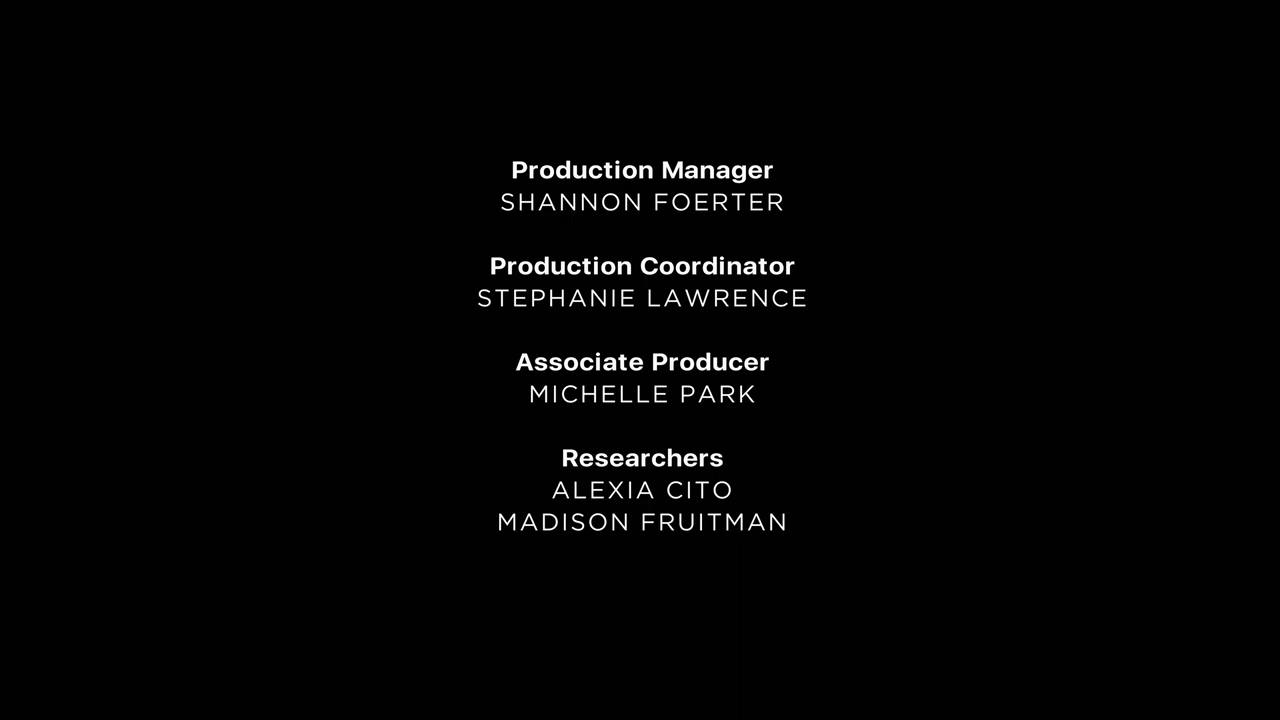 Production Manager
SHANNON FOERTER
Production Coordinator
STEPHANIE LAWRENCE
Associate Producer
MICHELLE PARK
Researchers
ALEXIA CITO
MADISON FRUITMAN